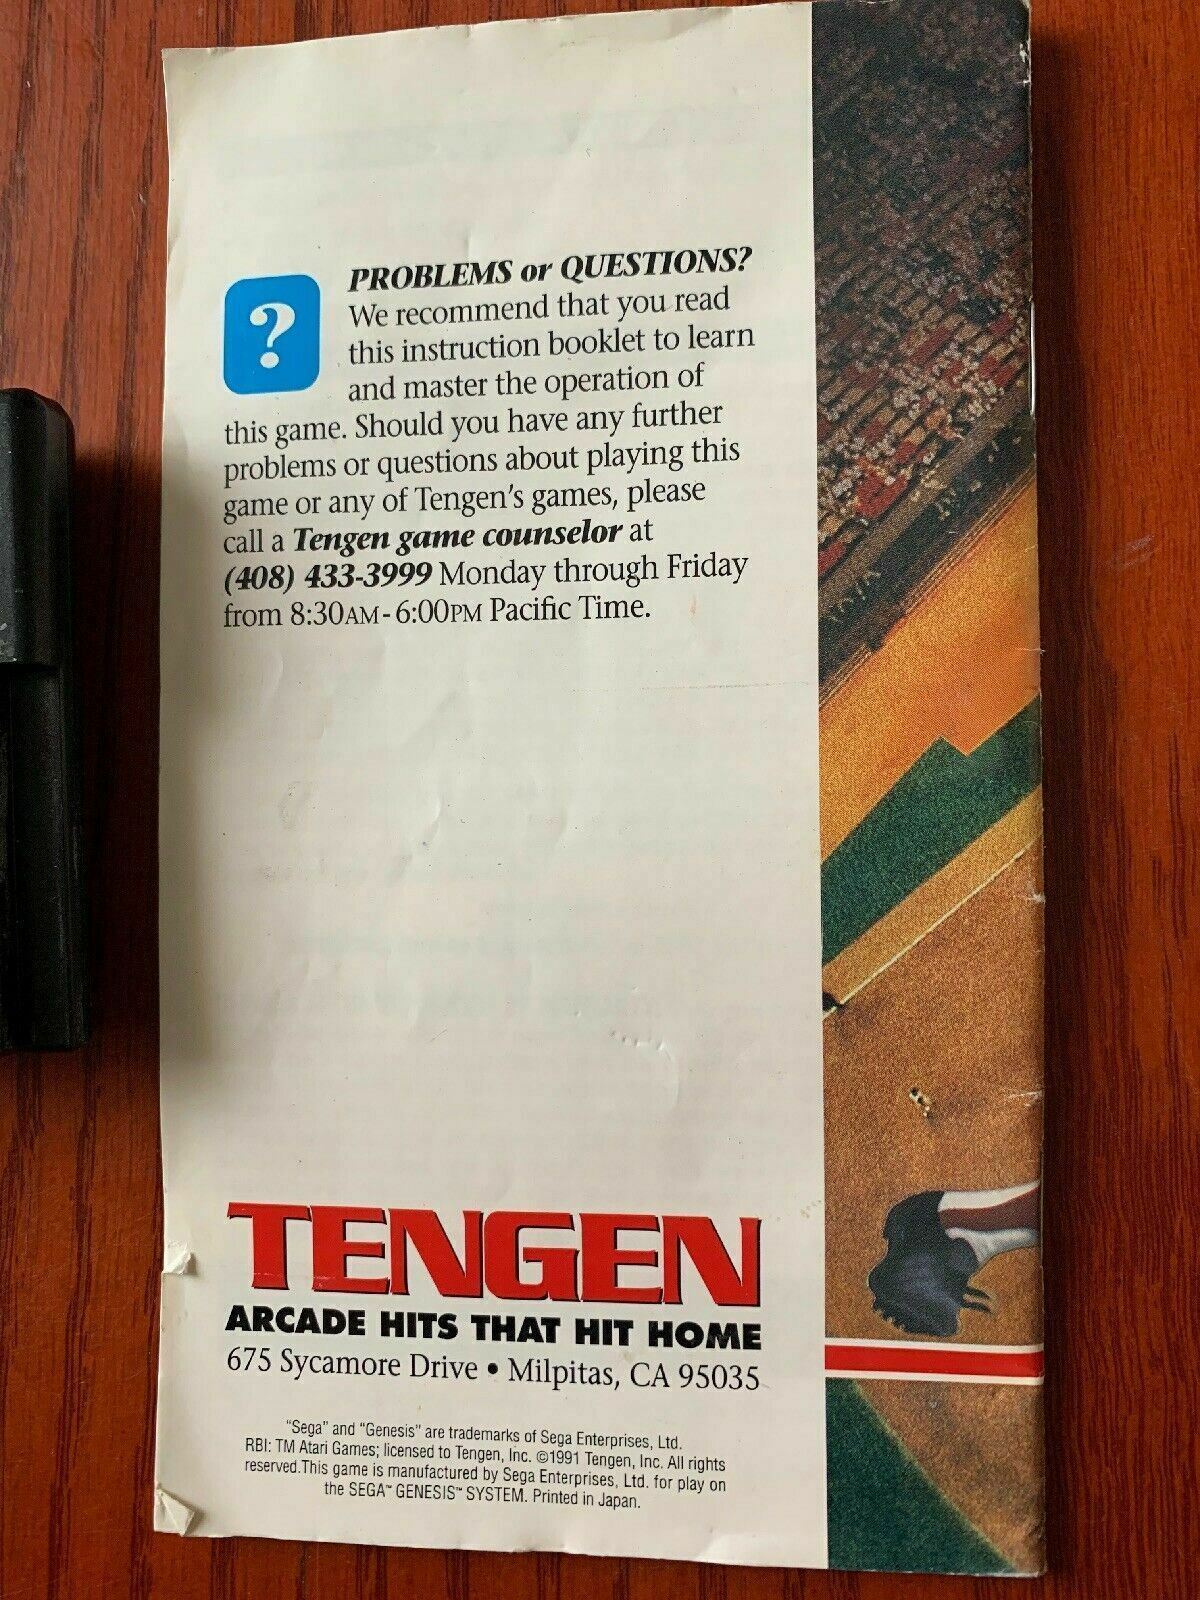 ?
PROBLEMS or QUESTIONS?
We recommend that you read
this instruction booklet to learn
and master the operation of
this game. Should you have any further
problems or questions about playing this
game or any of Tengen's games, please
call a Tengen game counselor at
(408) 433-3999 Monday through Friday
from 8:30AM-6:00PM Pacific Time.
TENGEN
ARCADE HITS THAT HIT HOME
675 Sycamore Drive • Milpitas, CA 95035
"Sega" and "Genesis" are trademarks of Sega Enterprises, Ltd.
RBI: TM Atari Games; licensed to Tengen, Inc. ©1991 Tengen, Inc. All rights
reserved.This game is manufactured by Sega Enterprises, Ltd. for play on
the SEGA™ GENESIS™ SYSTEM. Printed in Japan.